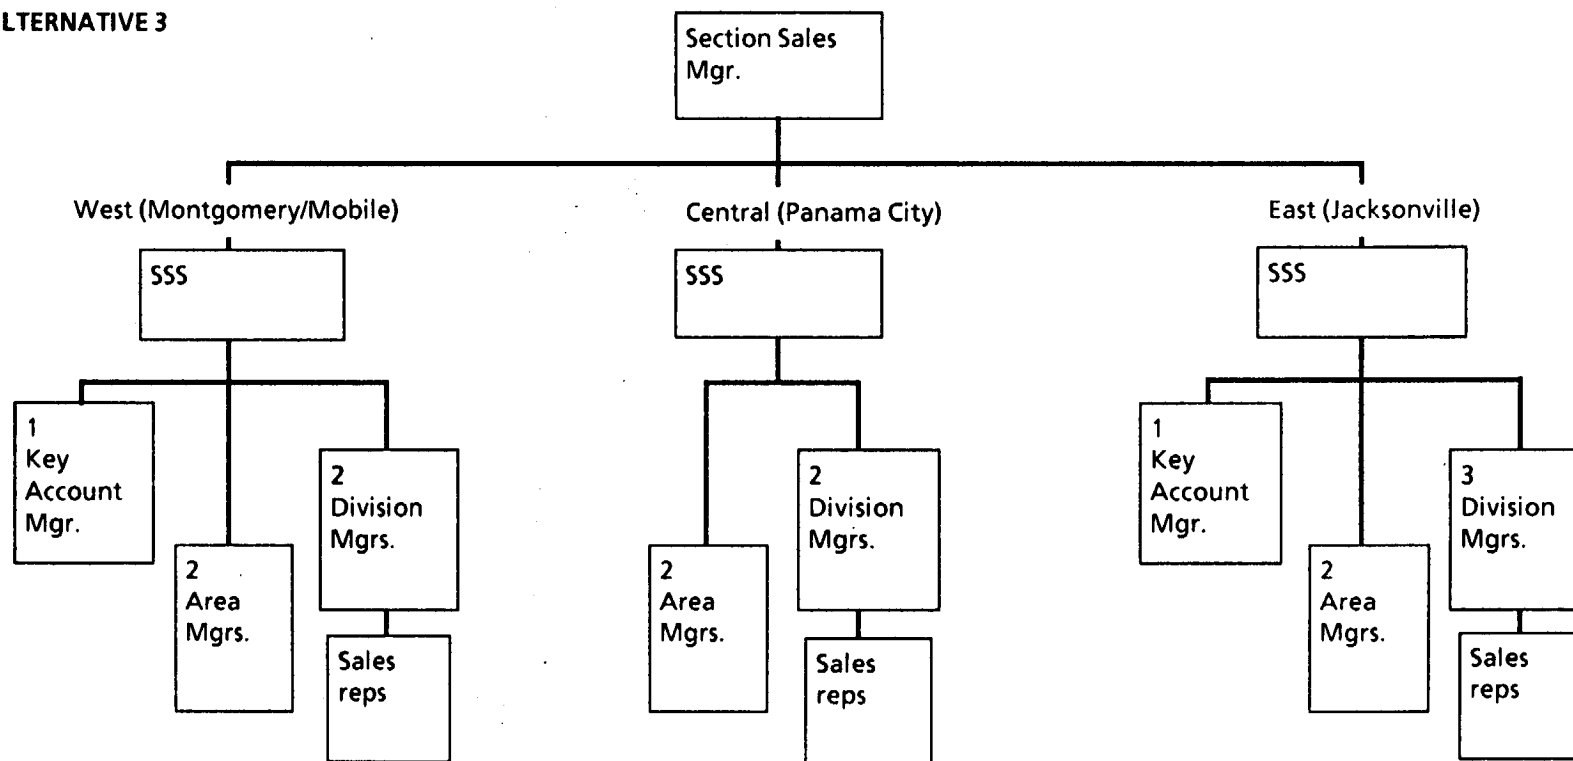 LTERNATIVE 3
Section Sales
Mgr.
West (Montgomery/Mobile)
Central (Panama City)
East (Jacksonville)
SSS
SSS
SSS
1
Key
Account
Mgr.
2
Area
Mgrs.
2
Division
Mgrs.
Sales
reps
2
Area
Mgrs.
2
Division
Mgrs.
Sales
reps
1
Key
Account
Mgr.
2
Area
Mgrs.
3
Division
Mgrs.
Sales
reps